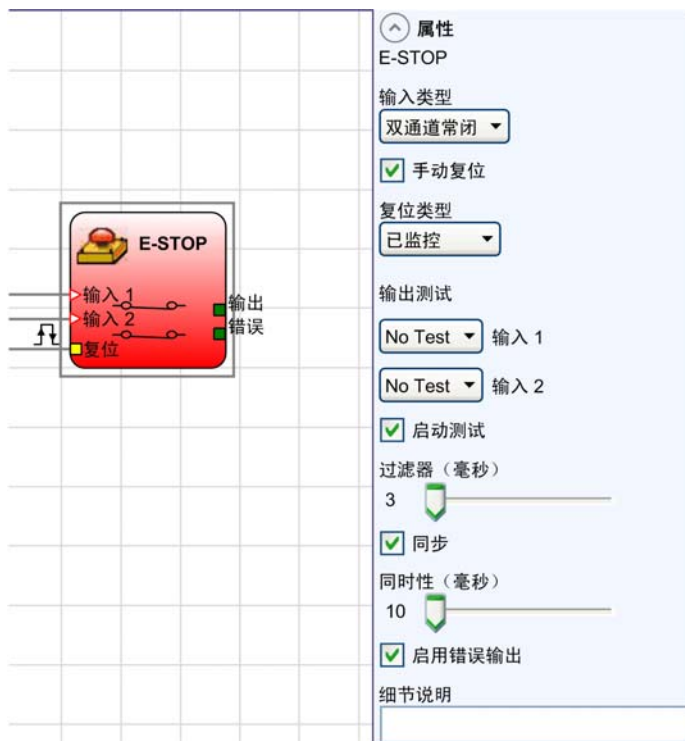 E-STOP
输入 1
输入 2
复位
输出
错误
属性
E-STOP
输入类型
双通道常闭
手动复位
复位类型
已监控
输出测试
No Test 输入 1
No Test 输入 2
启动测试
过滤器（毫秒）
3
同步
同时性（毫秒）
10
启用错误输出
细节说明